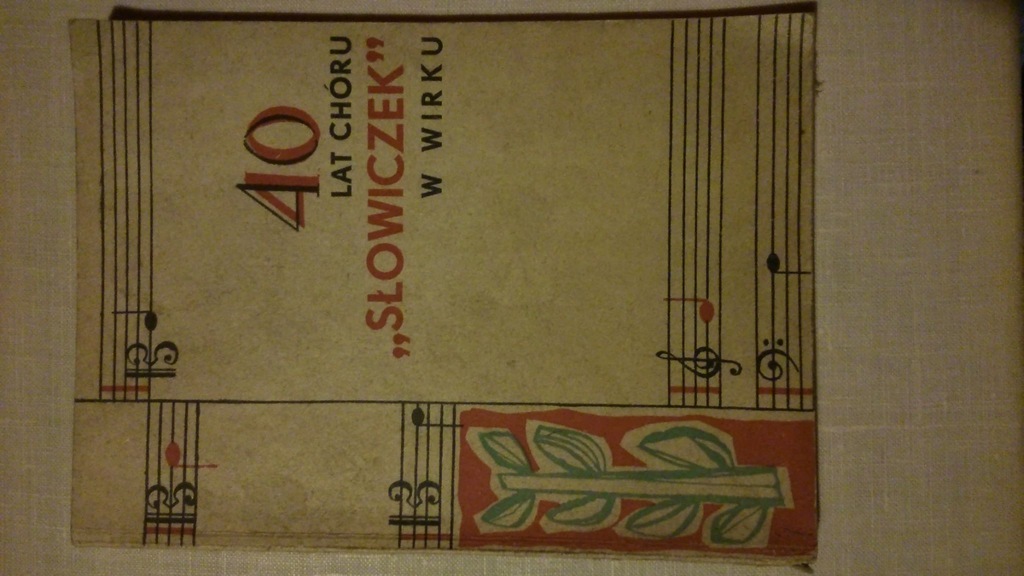 40
LAT CHÓRU
„SŁOWICZEK”
W WIRKU